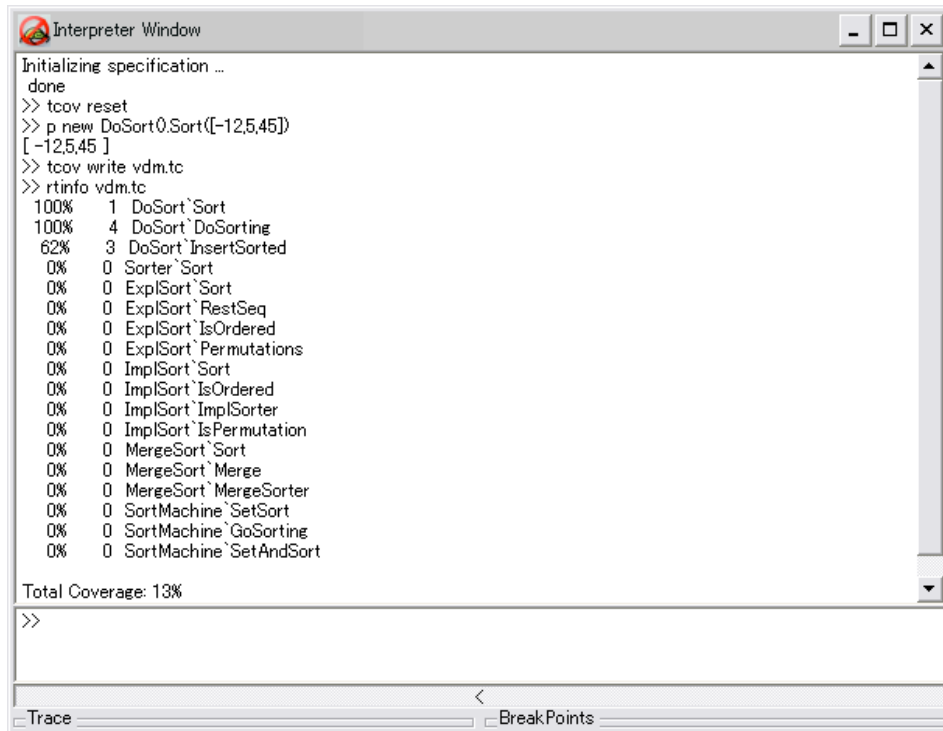 Interpreter Window
Initializing specification ...
done
>> tcov reset
>> p new DoSort().Sort([-12,5,45])
[ -12,5,45 ]
>> tcov write vdm.tc
>> rtinfo vdm.tc
100% 1 DoSort`Sort
100% 4 DoSort`DoSorting
62% 3 DoSort`InsertSorted
0% 0 Sorter`Sort
0% 0 ExplSort`Sort
0% 0 ExplSort`RestSeq
0% 0 ExplSort`IsOrdered
0% 0 ExplSort`Permutations
0% 0 ImplSort`Sort
0% 0 ImplSort`IsOrdered
0% 0 ImplSort`ImplSorter
0% 0 ImplSort`IsPermutation
0% 0 MergeSort`Sort
0% 0 MergeSort`Merge
0% 0 MergeSort`MergeSorter
0% 0 SortMachine`SetSort
0% 0 SortMachine`GoSorting
0% 0 SortMachine`SetAndSort
Total Coverage: 13%
>>
<
Trace BreakPoints